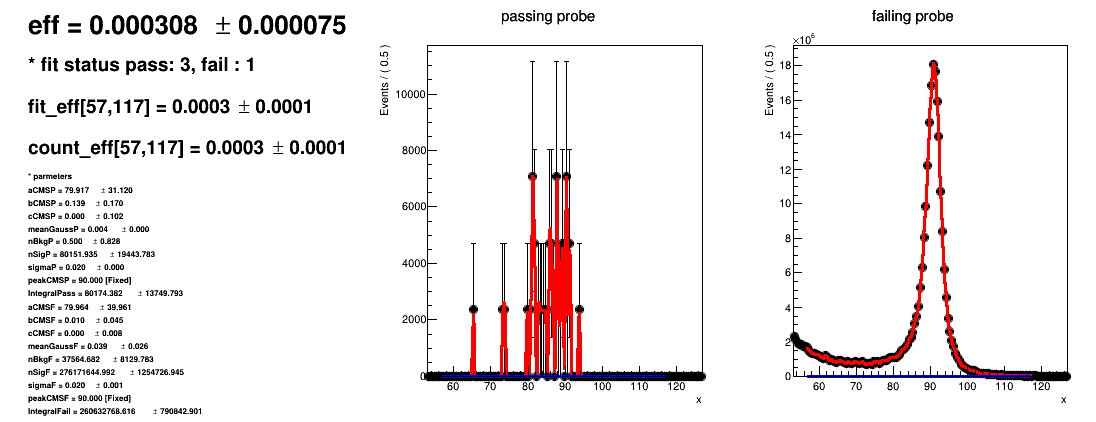 eff = 0.000308 ± 0.000075
* fit status pass: 3, fail : 1
fit_eff[57,117] = 0.0003 ± 0.0001
count_eff[57,117] = 0.0003 ± 0.0001
* parmeters
aCMSP = 79.917 ± 31.120
bCMSP = 0.139 ± 0.170
cCMSP = 0.000 ± 0.102
meanGaussP = 0.004 ± 0.000
nBkgP = 0.500 ± 0.828
nSigP = 80151.935 ± 19443.783
sigmaP = 0.020 ± 0.000
peakCMSP = 90.000 [Fixed]
IntegralPass = 80174.382 ± 13749.793
aCMSF = 79.964 ± 39.961
bCMSF = 0.010 ± 0.045
cCMSF = 0.000 ± 0.008
meanGaussF = 0.039 ± 0.026
nBkgF = 37564.682 ± 8129.783
nSigF = 276171644.992 ± 1254726.945
sigmaF = 0.020 ± 0.001
peakCMSF = 90.000 [Fixed]
IntegralFail = 260632768.616 ± 790842.901
passing probe
Events / ( 0.5 )
10000
8000
6000
4000
2000
0
60 70 80 90 100 110 120
x
failing probe
×10⁶
Events / ( 0.5 )
18
16
14
12
10
8
6
4
2
0
60 70 80 90 100 110 120
x